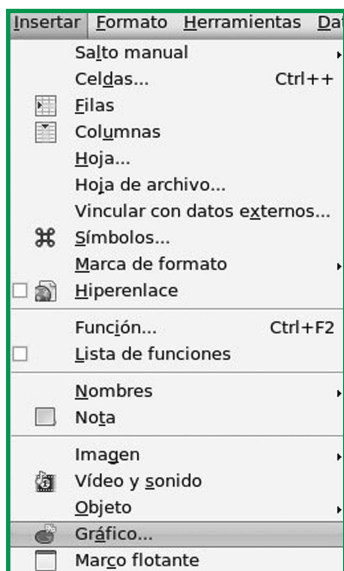 Insertar Formato Herramientas Da
Salto manual
Celdas... Ctrl++
Filas
Columnas
Hoja...
Hoja de archivo...
Vincular con datos externos...
Símbolos...
Marca de formato
Hiperenlace
Función... Ctrl+F2
Lista de funciones
Nombres
Nota
Imagen
Vídeo y sonido
Objeto
Gráfico...
Marco flotante